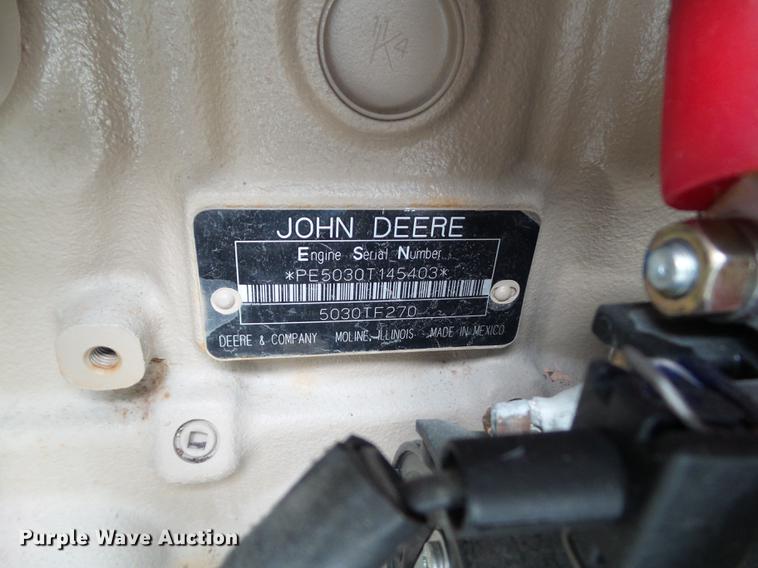 JOHN DEERE
Engine Serial Number
*PE5030T145403*
5030TF270
DEERE & COMPANY MOLINE, ILLINOIS MADE IN MEXICO
Purple Wave Auction